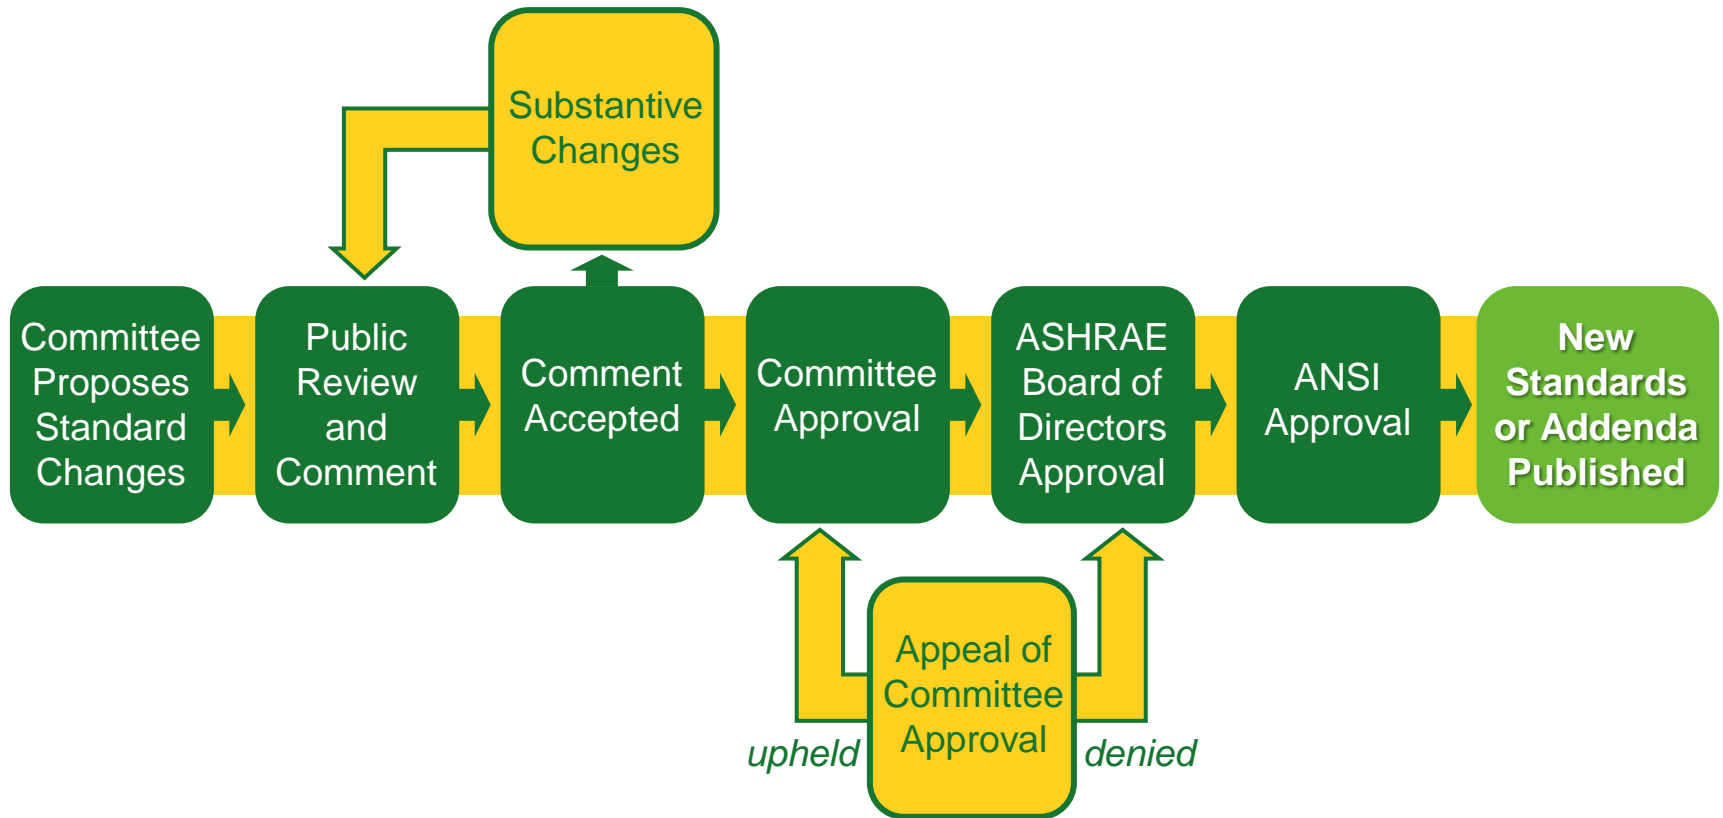 Substantive
Changes
Committee
Proposes
Standard
Changes
Public
Review
and
Comment
Comment
Accepted
Committee
Approval
ASHRAE
Board of
Directors
Approval
ANSI
Approval
New
Standards
or Addenda
Published
Appeal of
Committee
Approval
upheld
denied